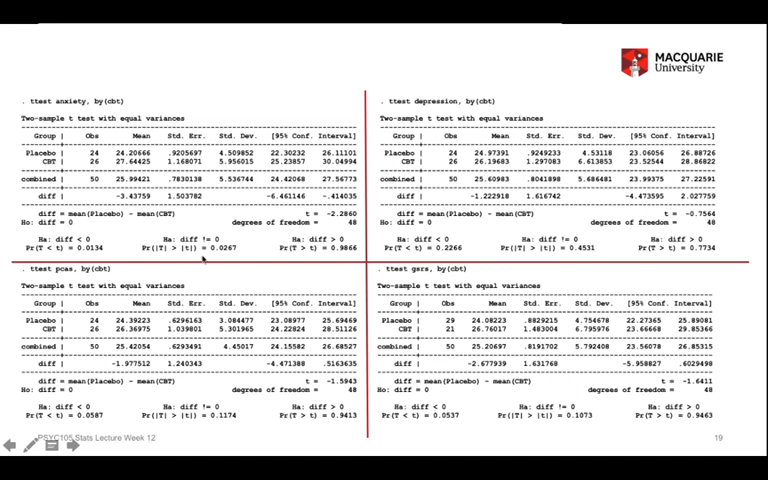 MACQUARIE
University
. ttest anxiety, by(cbt)
Two-sample t test with equal variances
Group | Obs Mean Std. Err. Std. Dev. [95% Conf. Interval]
Placebo | 24 24.20666 .9205697 4.509852 22.30232 26.11101
CBT | 26 27.64425 1.168071 5.956015 25.23857 30.04994
combined | 50 25.99421 .7830138 5.536744 24.42068 27.56773
diff | -3.43759 1.503782 -6.461146 -.414035
diff = mean(Placebo) - mean(CBT) t = -2.2860
Ho: diff = 0 degrees of freedom = 48
Ha: diff < 0 Ha: diff != 0 Ha: diff > 0
Pr(T < t) = 0.0134 Pr(|T| > |t|) = 0.0267 Pr(T > t) = 0.9866
. ttest depression, by(cbt)
Two-sample t test with equal variances
Group | Obs Mean Std. Err. Std. Dev. [95% Conf. Interval]
Placebo | 24 24.97391 .9249233 4.53118 23.06056 26.88726
CBT | 26 26.19683 1.297083 6.613853 23.52544 28.86822
combined | 50 25.60983 .8041898 5.686481 23.99375 27.22591
diff | -1.222918 1.616742 -4.473595 2.027759
diff = mean(Placebo) - mean(CBT) t = -0.7564
Ho: diff = 0 degrees of freedom = 48
Ha: diff < 0 Ha: diff != 0 Ha: diff > 0
Pr(T < t) = 0.2266 Pr(|T| > |t|) = 0.4531 Pr(T > t) = 0.7734
. ttest pcas, by(cbt)
Two-sample t test with equal variances
Group | Obs Mean Std. Err. Std. Dev. [95% Conf. Interval]
Placebo | 24 24.39223 .6296163 3.084477 23.08977 25.69469
CBT | 26 26.36975 1.039801 5.301965 24.22824 28.51126
combined | 50 25.42054 .6293491 4.45017 24.15582 26.68527
diff | -1.977512 1.240343 -4.471388 .5163635
diff = mean(Placebo) - mean(CBT) t = -1.5943
Ho: diff = 0 degrees of freedom = 48
Ha: diff < 0 Ha: diff != 0 Ha: diff > 0
Pr(T < t) = 0.0587 Pr(|T| > |t|) = 0.1174 Pr(T > t) = 0.9413
. ttest gsrs, by(cbt)
Two-sample t test with equal variances
Group | Obs Mean Std. Err. Std. Dev. [95% Conf. Interval]
Placebo | 29 24.08223 .8829215 4.754678 22.27365 25.89081
CBT | 21 26.76017 1.483004 6.795976 23.66668 29.85366
combined | 50 25.20697 .8191702 5.792408 23.56078 26.85315
diff | -2.677939 1.631768 -5.958827 .6029498
diff = mean(Placebo) - mean(CBT) t = -1.6411
Ho: diff = 0 degrees of freedom = 48
Ha: diff < 0 Ha: diff != 0 Ha: diff > 0
Pr(T < t) = 0.0537 Pr(|T| > |t|) = 0.1073 Pr(T > t) = 0.9463
PSYC105 Stats Lecture Week 12
19